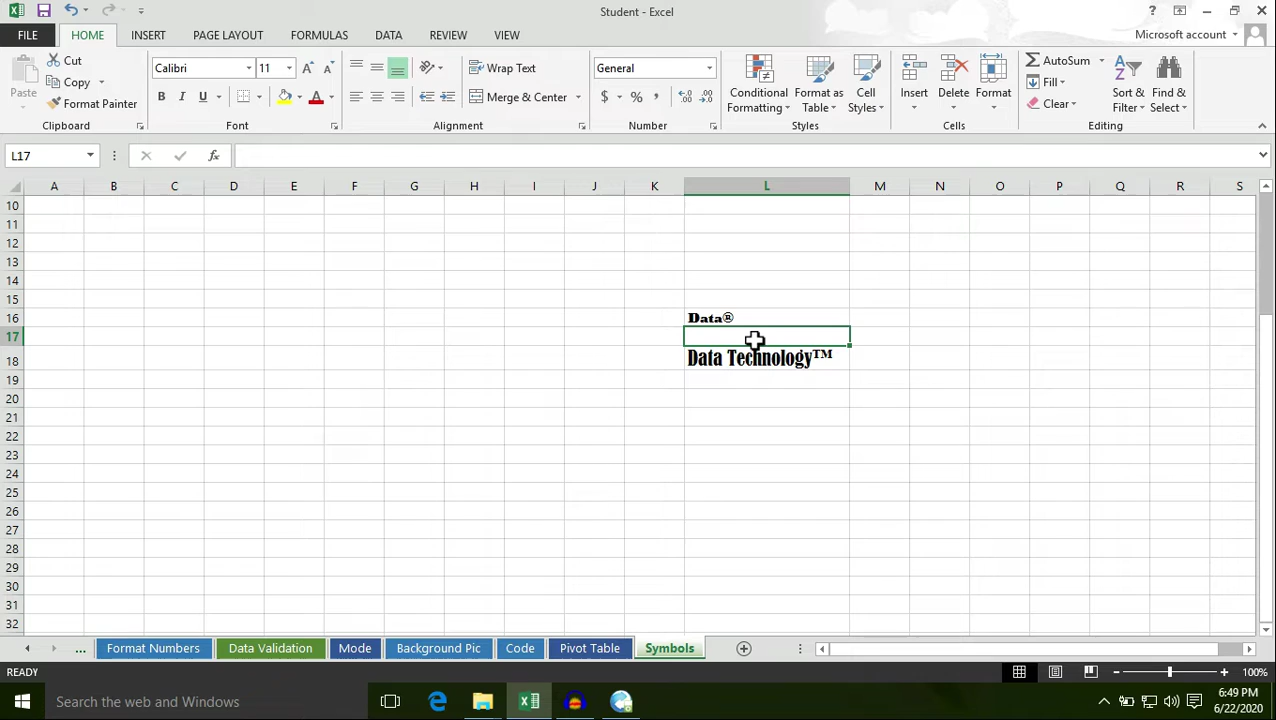 Student - Excel
FILE HOME INSERT PAGE LAYOUT FORMULAS DATA REVIEW VIEW Microsoft account
Paste Cut Copy Format Painter Clipboard
Calibri 11 B I U A Font
Wrap Text Merge & Center Alignment
General $ % Number
Conditional Formatting Format as Table Cell Styles Styles
Insert Delete Format Cells
AutoSum Fill Clear Sort & Filter Find & Select Editing
L17 fx
A B C D E F G H I J K L M N O P Q R S
10
11
12
13
14
15
16 Data®
17
18 Data Technology™
19
20
21
22
23
24
25
26
27
28
29
30
31
32
... Format Numbers Data Validation Mode Background Pic Code Pivot Table Symbols
READY 100%
Search the web and Windows 6:49 PM
6/22/2020